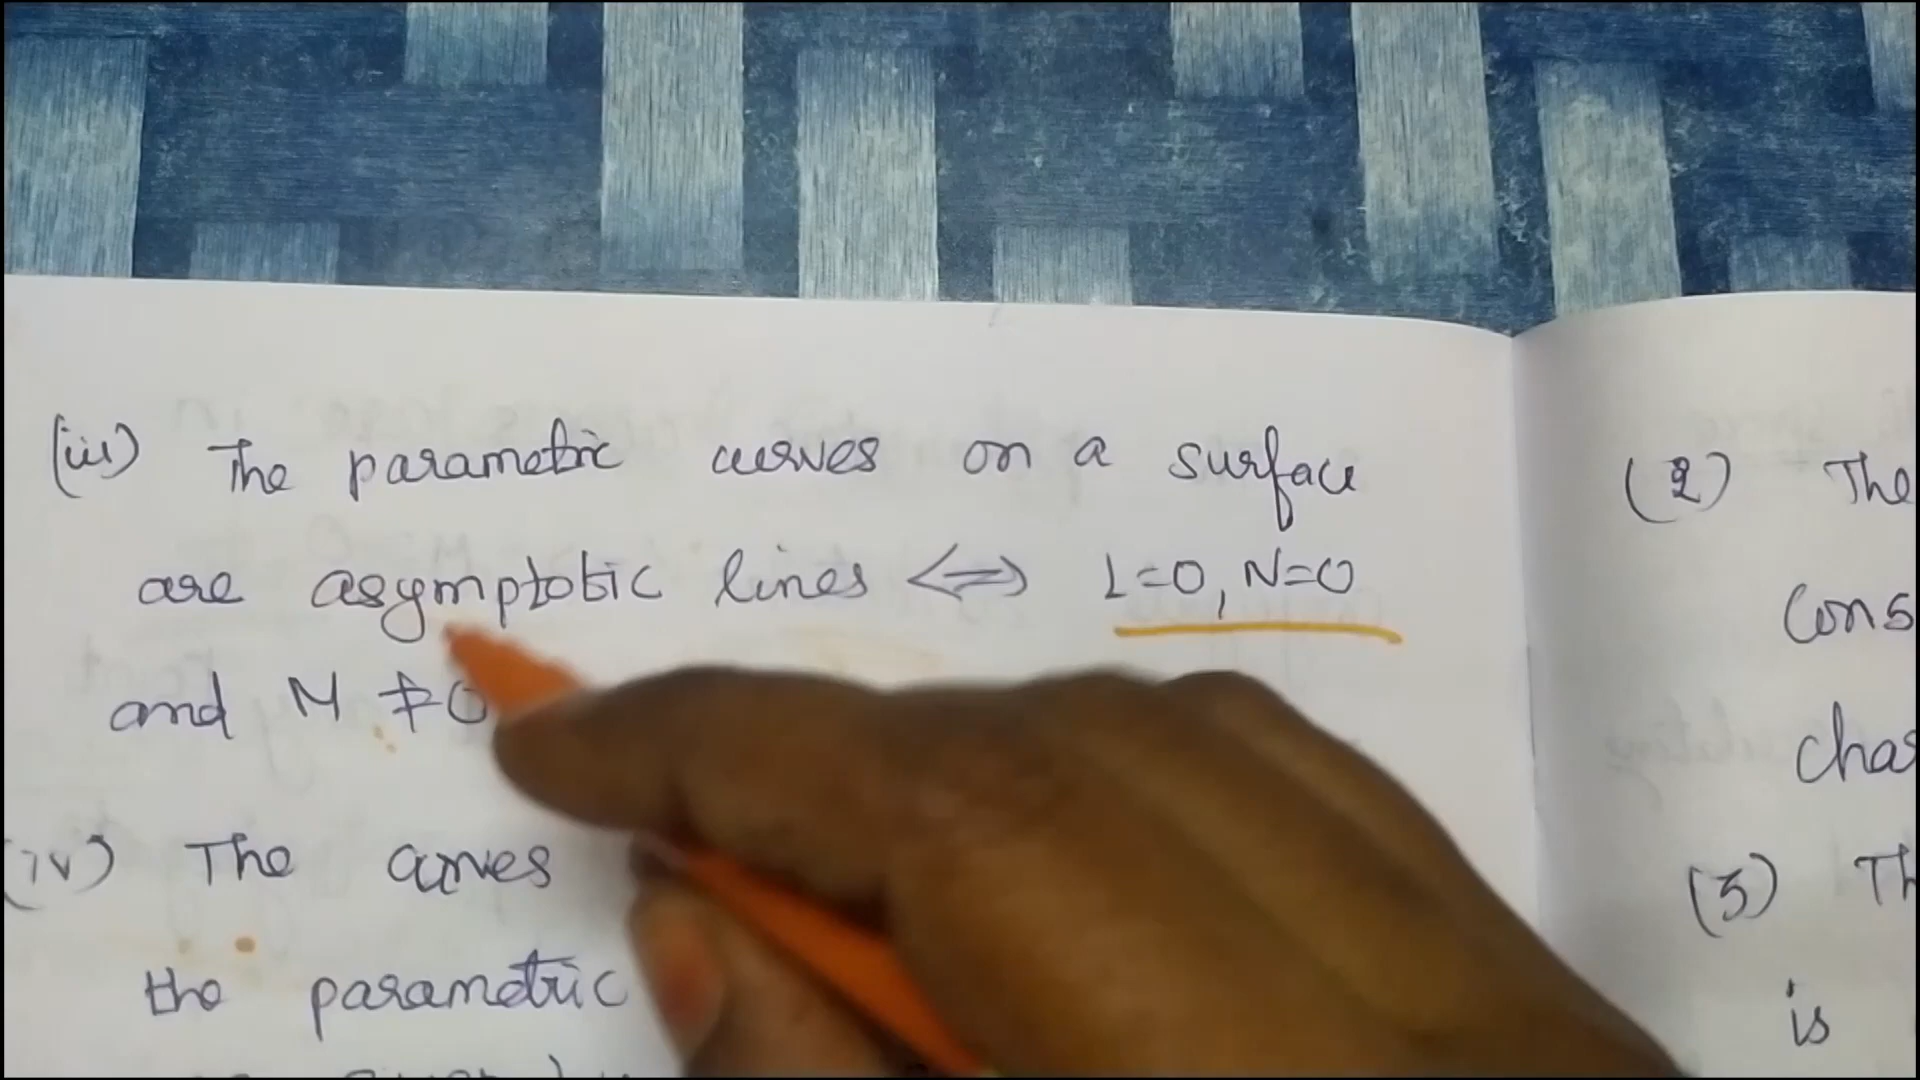 (iii) The parametric curves on a surface
are asymptotic lines <=> L=0, N=0
and M ≠0
(iv) The curves
the parametric
(2) The
cons
(3) Th
is